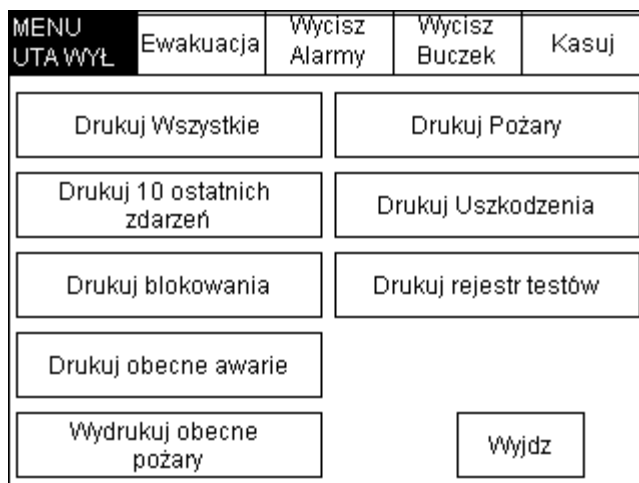 MENU
UTA WYŁ
Ewakuacja
Wycisz
Alarmy
Wycisz
Buczek
Kasuj
Drukuj Wszystkie
Drukuj Pożary
Drukuj 10 ostatnich
zdarzeń
Drukuj Uszkodzenia
Drukuj blokowania
Drukuj rejestr testów
Drukuj obecne awarie
Wydrukuj obecne
pożary
Wyjdz